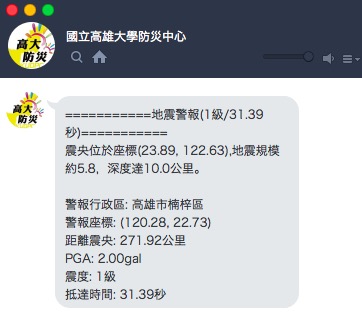 國立高雄大學防災中心
高大
防災
高大
防災
===========地震警報(1級/31.39
秒)===========
震央位於座標(23.89, 122.63),地震規模
約5.8，深度達10.0公里。
警報行政區: 高雄市楠梓區
警報座標: (120.28, 22.73)
距離震央: 271.92公里
PGA: 2.00gal
震度: 1級
抵達時間: 31.39秒